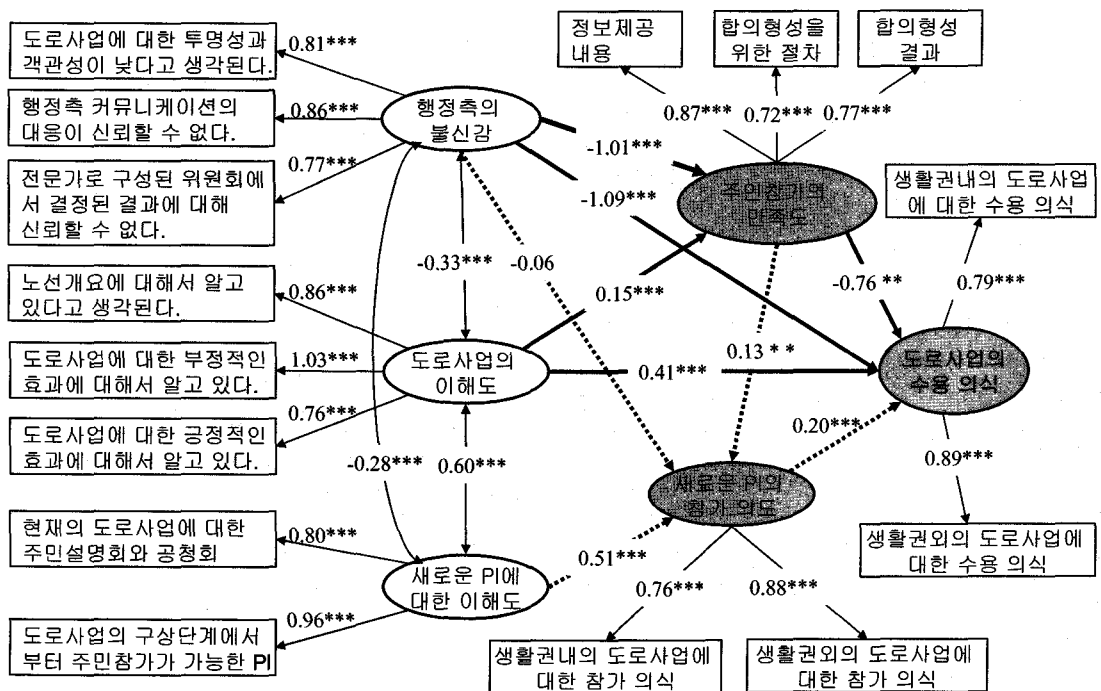 도로사업에 대한 투명성과
객관성이 낮다고 생각된다.
0.81***
행정측 커뮤니케이션의
대응이 신뢰할 수 없다.
0.86***
전문가로 구성된 위원회에
서 결정된 결과에 대해
신뢰할 수 없다.
0.77***
노선개요에 대해서 알고
있다고 생각된다.
0.86***
도로사업에 대한 부정적인
효과에 대해서 알고 있다.
1.03***
도로사업에 대한 긍정적인
효과에 대해서 알고 있다.
0.76***
현재의 도로사업에 대한
주민설명회와 공청회
0.80***
도로사업의 구상단계에서
부터 주민참가가 가능한 PI
0.96***
행정측의
불신감
도로사업의
이해도
새로운 PI에
대한 이해도
-0.33***
-0.06
-0.28***
0.60***
정보제공
내용
합의형성을
위한 절차
합의형성
결과
0.87***
0.72***
0.77***
-1.01***
-1.09***
0.15***
0.41***
0.51***
만족도
0.13 * *
-0.76 **
0.20***
새로운 PI의
참가 의도
도로사업의
수용 의식
생활권내의 도로사업
에 대한 수용 의식
0.79***
0.89***
생활권외의 도로사업에
대한 수용 의식
0.76***
0.88***
생활권내의 도로사업에
대한 참가 의식
생활권외의 도로사업에
대한 참가 의식